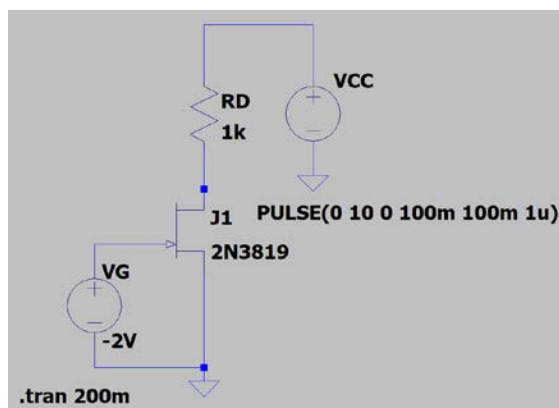 VCC
RD
1k
J1
PULSE(0 10 0 100m 100m 1u)
2N3819
VG
-2V
.tran 200m